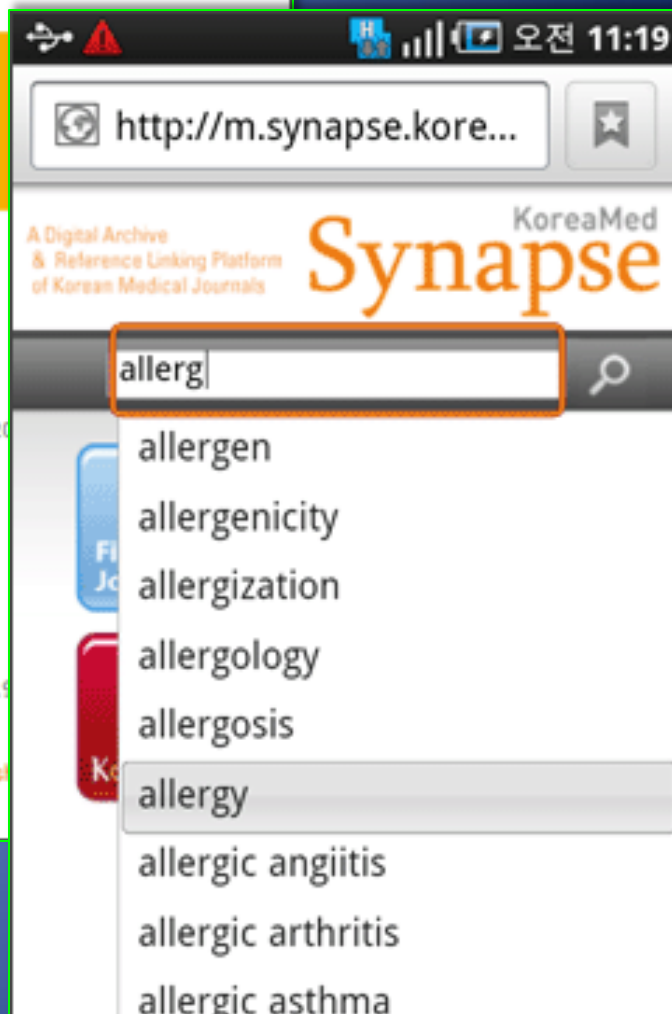 H
오전 11:19
http://m.synapse.kore...
A Digital Archive
& Reference Linking Platform
of Korean Medical Journals
KoreaMed
Synapse
allerg
allergen
allergenicity
allergization
allergology
allergosis
allergy
allergic angiitis
allergic arthritis
allergic asthma